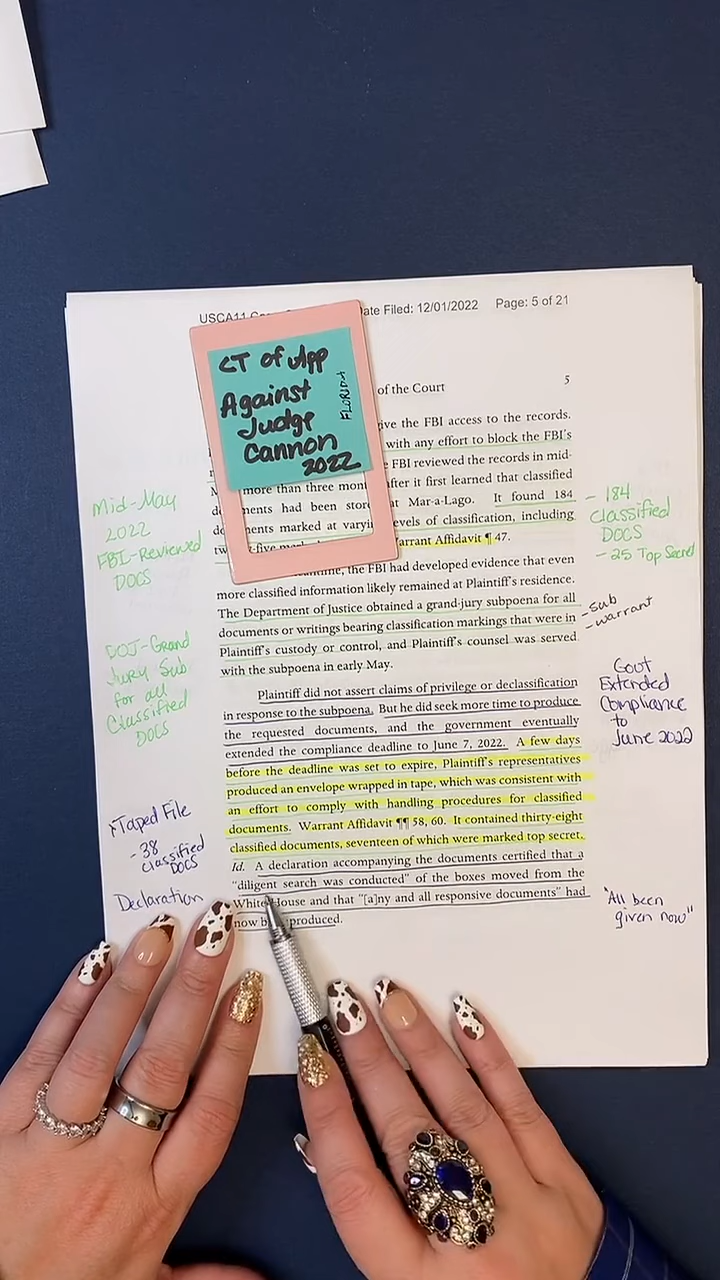 USCA11 Date Filed: 12/01/2022 Page: 5 of 21
CT of App
Against
Judge
Cannon
2022
FLORIDA
of the Court 5
give the FBI access to the records.
with any effort to block the FBI's
FBI reviewed the records in mid-
more than three after it first learned that classified
had been at Mar-a-Lago. It found 184
marked at levels of classification, including
Warrant Affidavit ¶ 47.
the FBI had developed evidence that even
more classified information likely remained at Plaintiff's residence.
The Department of Justice obtained a grand-jury subpoena for all
documents or writings bearing classification markings that were in
Plaintiff's custody or control, and Plaintiff's counsel was served
with the subpoena in early May.
Plaintiff did not assert claims of privilege or declassification
in response to the subpoena. But he did seek more time to produce
the requested documents, and the government eventually
extended the compliance deadline to June 7, 2022. A few days
before the deadline was set to expire, Plaintiff's representatives
produced an envelope wrapped in tape, which was consistent with
an effort to comply with handling procedures for classified
documents. Warrant Affidavit ¶¶ 58, 60. It contained thirty-eight
classified documents, seventeen of which were marked top secret.
Id. A declaration accompanying the documents certified that a
"diligent search was conducted" of the boxes moved from the
White House and that "[a]ny and all responsive documents" had
now produced.
Mid-May
2022
FBI-Reviewed
DOCS
DOJ-Grand
Jury Sub
for all
Classified
DOCS
Taped File
- 38
classified
DOCS
Declaration
- 184
Classified
DOCS
- 25 Top Secret
- sub
- warrant
Govt
Extended
Compliance
to
June 2022
"All been
given now"